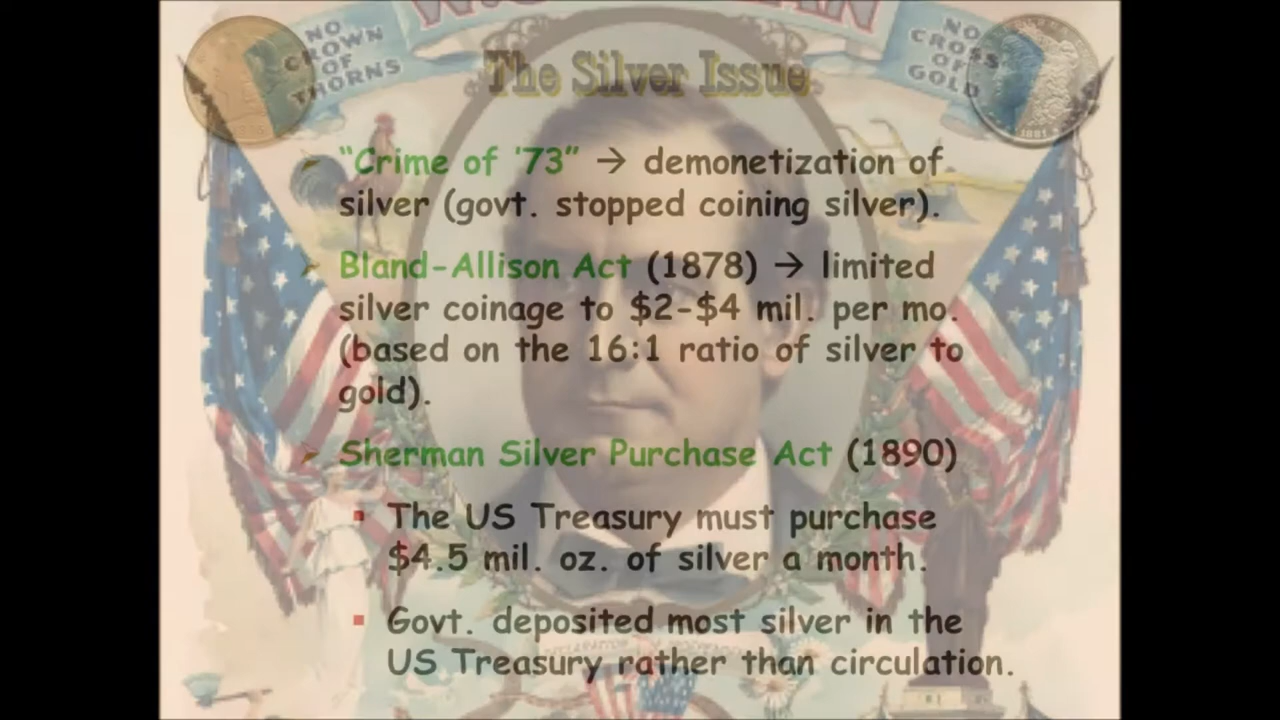 NO
CROWN
OF
THORNS
NO
CROSS
OF
GOLD
The Silver Issue
“Crime of '73” → demonetization of
silver (govt. stopped coining silver).
Bland-Allison Act (1878) → limited
silver coinage to $2-$4 mil. per mo.
(based on the 16:1 ratio of silver to
gold).
Sherman Silver Purchase Act (1890)
The US Treasury must purchase
$4.5 mil. oz. of silver a month.
Govt. deposited most silver in the
US Treasury rather than circulation.
1881